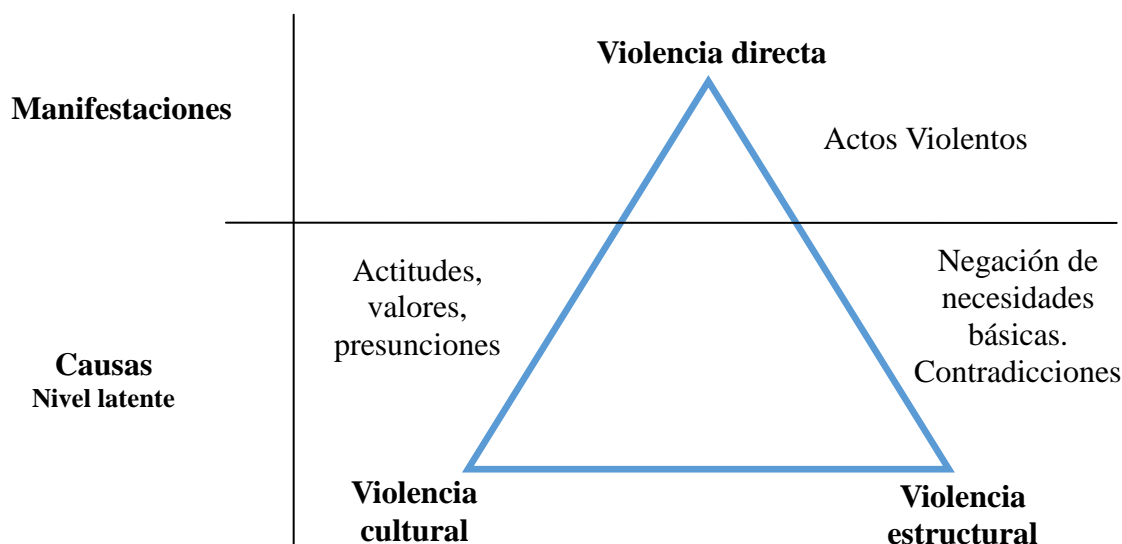 Violencia directa
Manifestaciones
Actos Violentos
Actitudes,
valores,
presunciones
Negación de
necesidades
básicas.
Contradicciones
Causas
Nivel latente
Violencia
cultural
Violencia
estructural